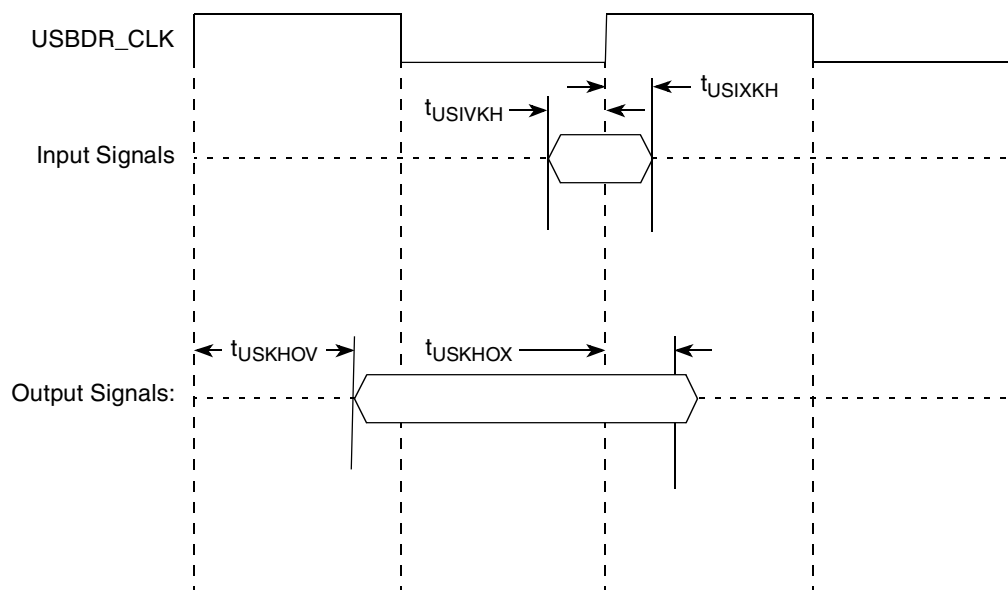 USBDR_CLK
tUSIXKH
tUSIVKH
Input Signals
tUSKHOV
tUSKHOX
Output Signals: